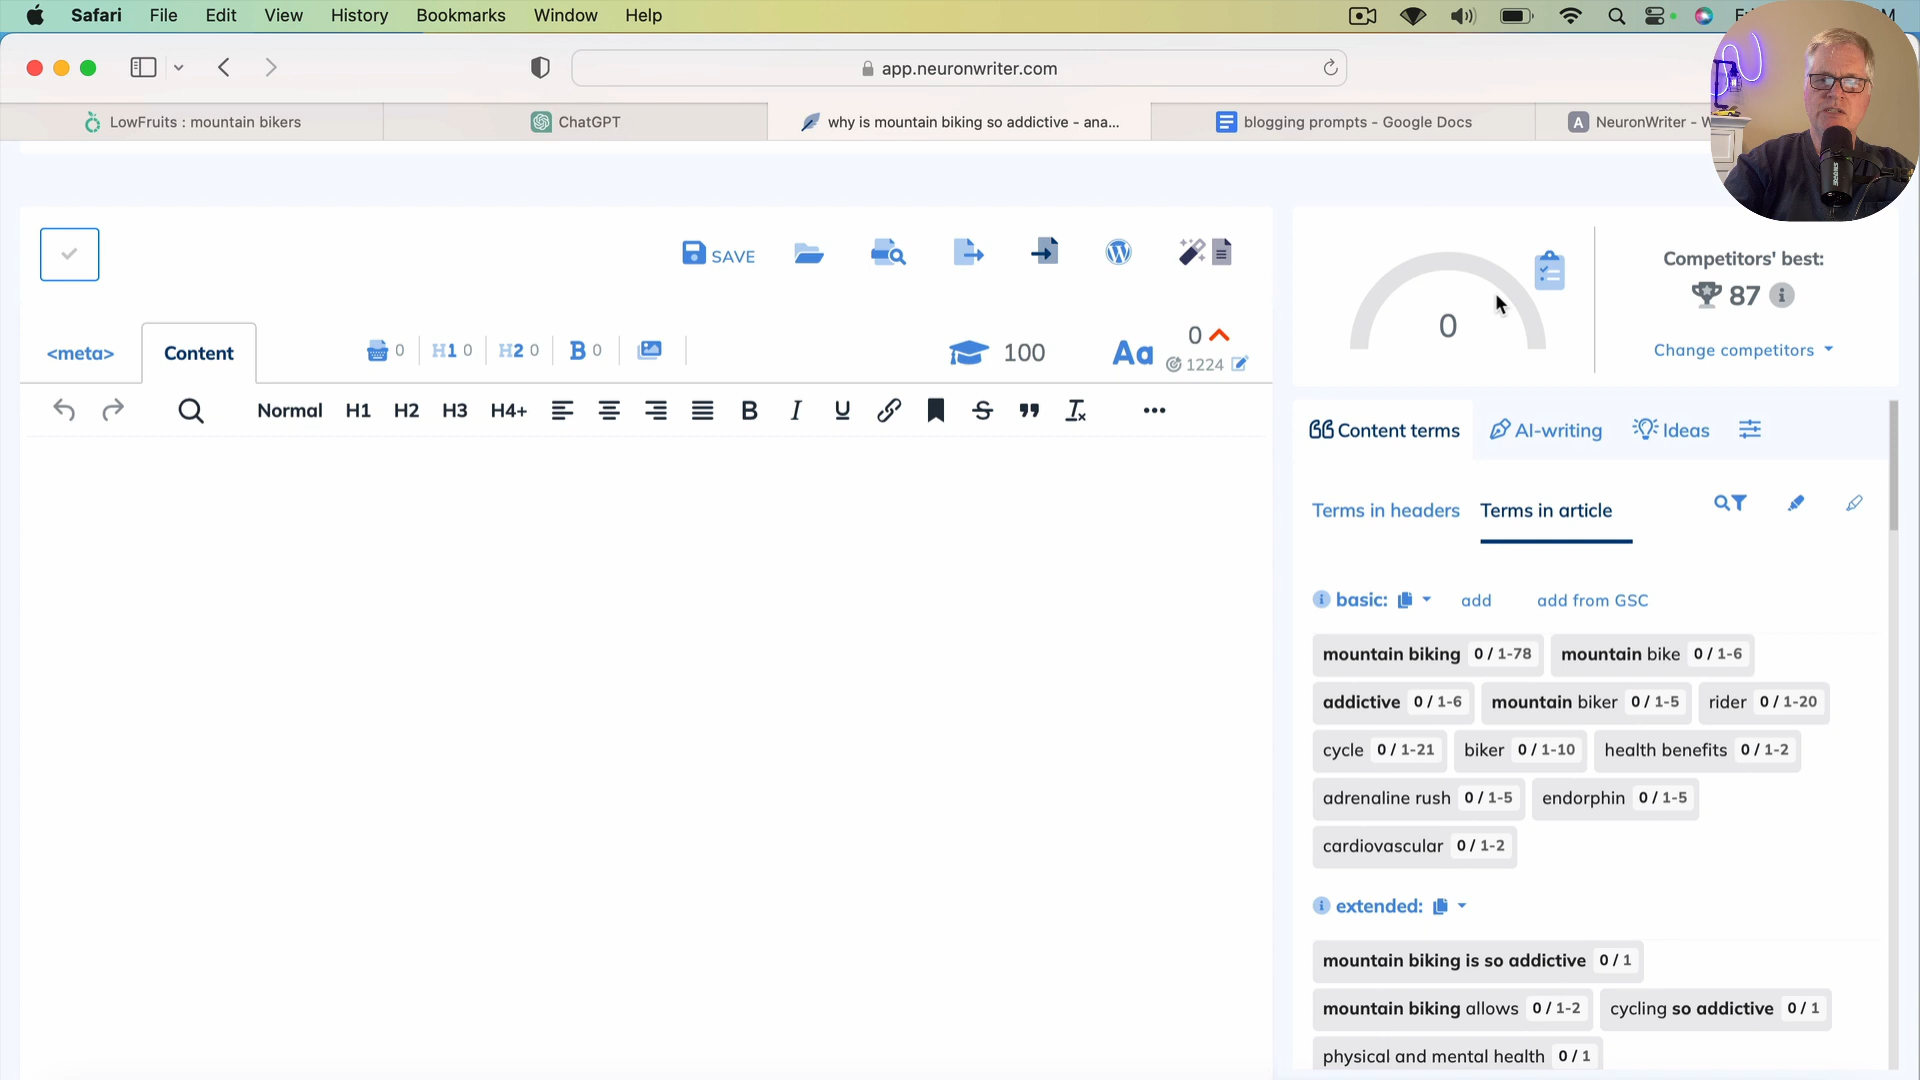 Safari File Edit View History Bookmarks Window Help
app.neuronwriter.com
LowFruits : mountain bikers
ChatGPT
why is mountain biking so addictive - ana...
blogging prompts - Google Docs
A NeuronWriter -
SAVE
0
Competitors' best:
87
Change competitors
<meta>
Content
0
H1 0
H2 0
B 0
100
Aa
0
1224
Normal H1 H2 H3 H4+ B I U S
Content terms
AI-writing
Ideas
Terms in headers
Terms in article
basic: add add from GSC
mountain biking 0 / 1-78 mountain bike 0 / 1-6
addictive 0 / 1-6 mountain biker 0 / 1-5 rider 0 / 1-20
cycle 0 / 1-21 biker 0 / 1-10 health benefits 0 / 1-2
adrenaline rush 0 / 1-5 endorphin 0 / 1-5
cardiovascular 0 / 1-2
extended:
mountain biking is so addictive 0 / 1
mountain biking allows 0 / 1-2 cycling so addictive 0 / 1
physical and mental health 0 / 1